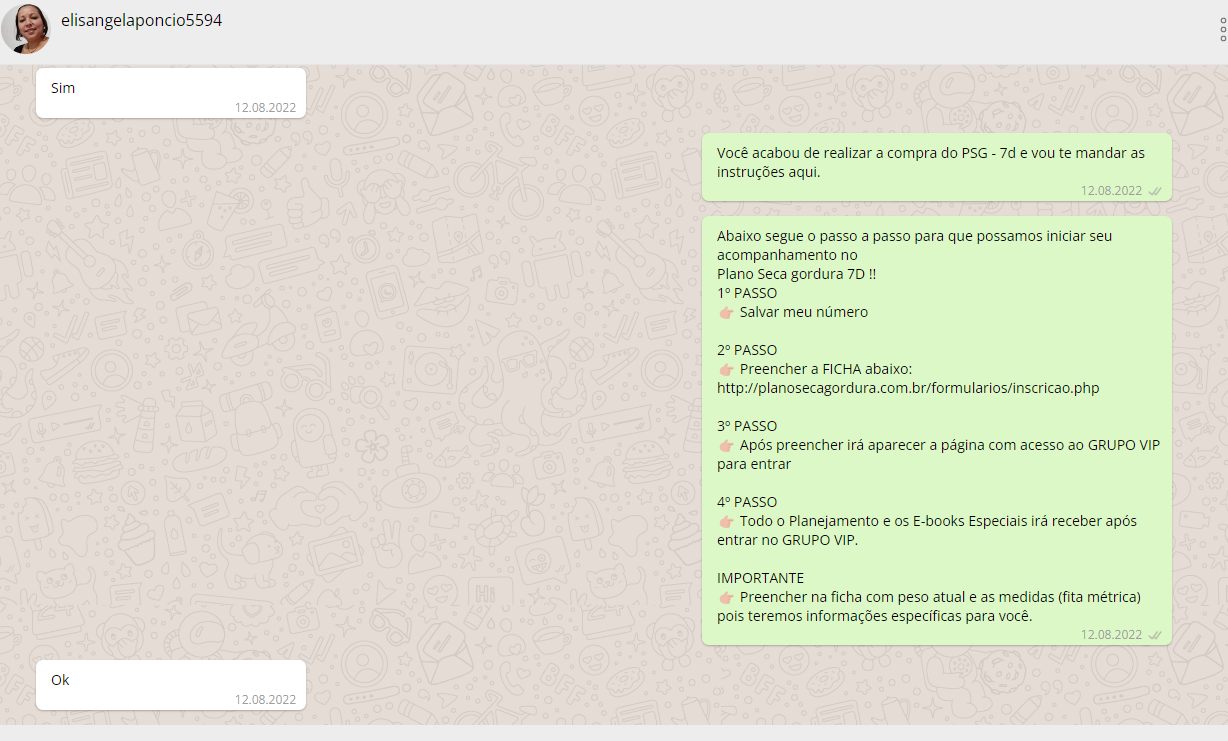 elisangelaponcio5594
Sim
12.08.2022
Você acabou de realizar a compra do PSG - 7d e vou te mandar as
instruções aqui.
12.08.2022
Abaixo segue o passo a passo para que possamos iniciar seu
acompanhamento no
Plano Seca gordura 7D !!
1º PASSO
👉🏻 Salvar meu número
2º PASSO
👉🏻 Preencher a FICHA abaixo:
http://planosecagordura.com.br/formularios/inscricao.php
3º PASSO
👉🏻 Após preencher irá aparecer a página com acesso ao GRUPO VIP
para entrar
4º PASSO
👉🏻 Todo o Planejamento e os E-books Especiais irá receber após
entrar no GRUPO VIP.
IMPORTANTE
👉🏻 Preencher na ficha com peso atual e as medidas (fita métrica)
pois teremos informações específicas para você.
12.08.2022
Ok
12.08.2022